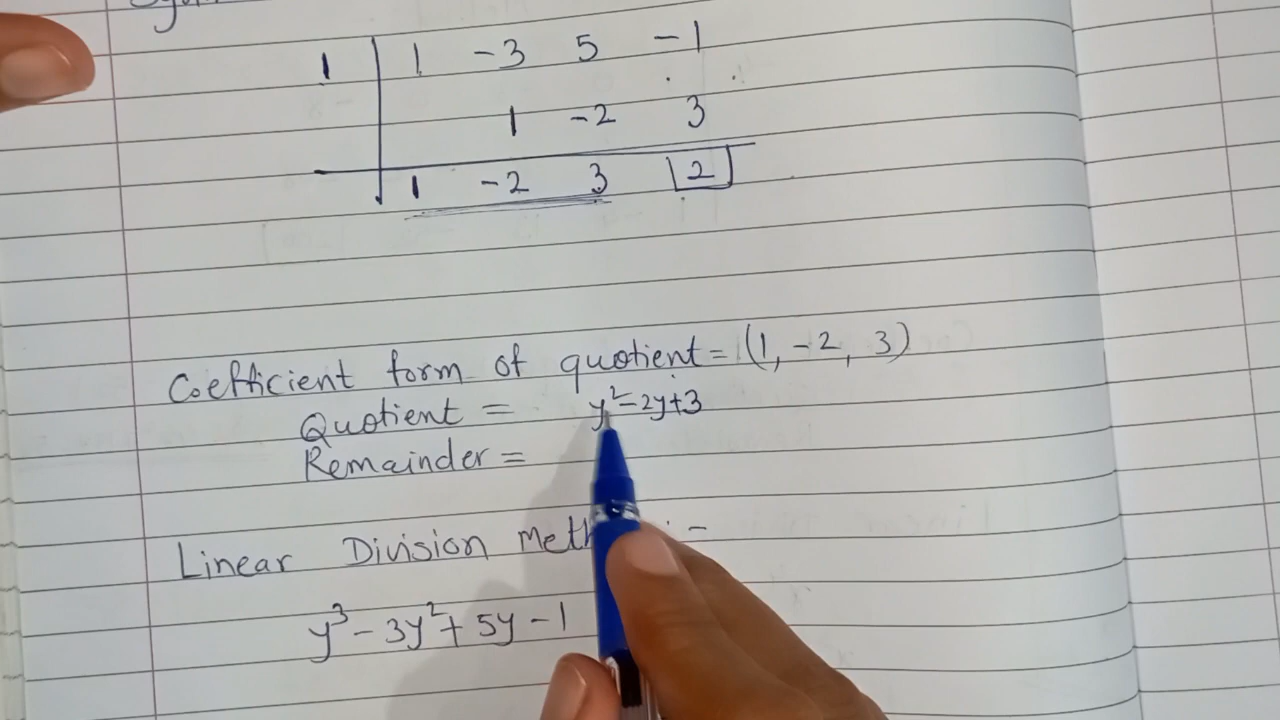 1 | 1 -3 5 -1
1 -2 3
1 -2 3 2
Coefficient form of quotient = (1, -2, 3)
Quotient = y² - 2y + 3
Remainder =
Linear Division :-
y³ - 3y² + 5y - 1